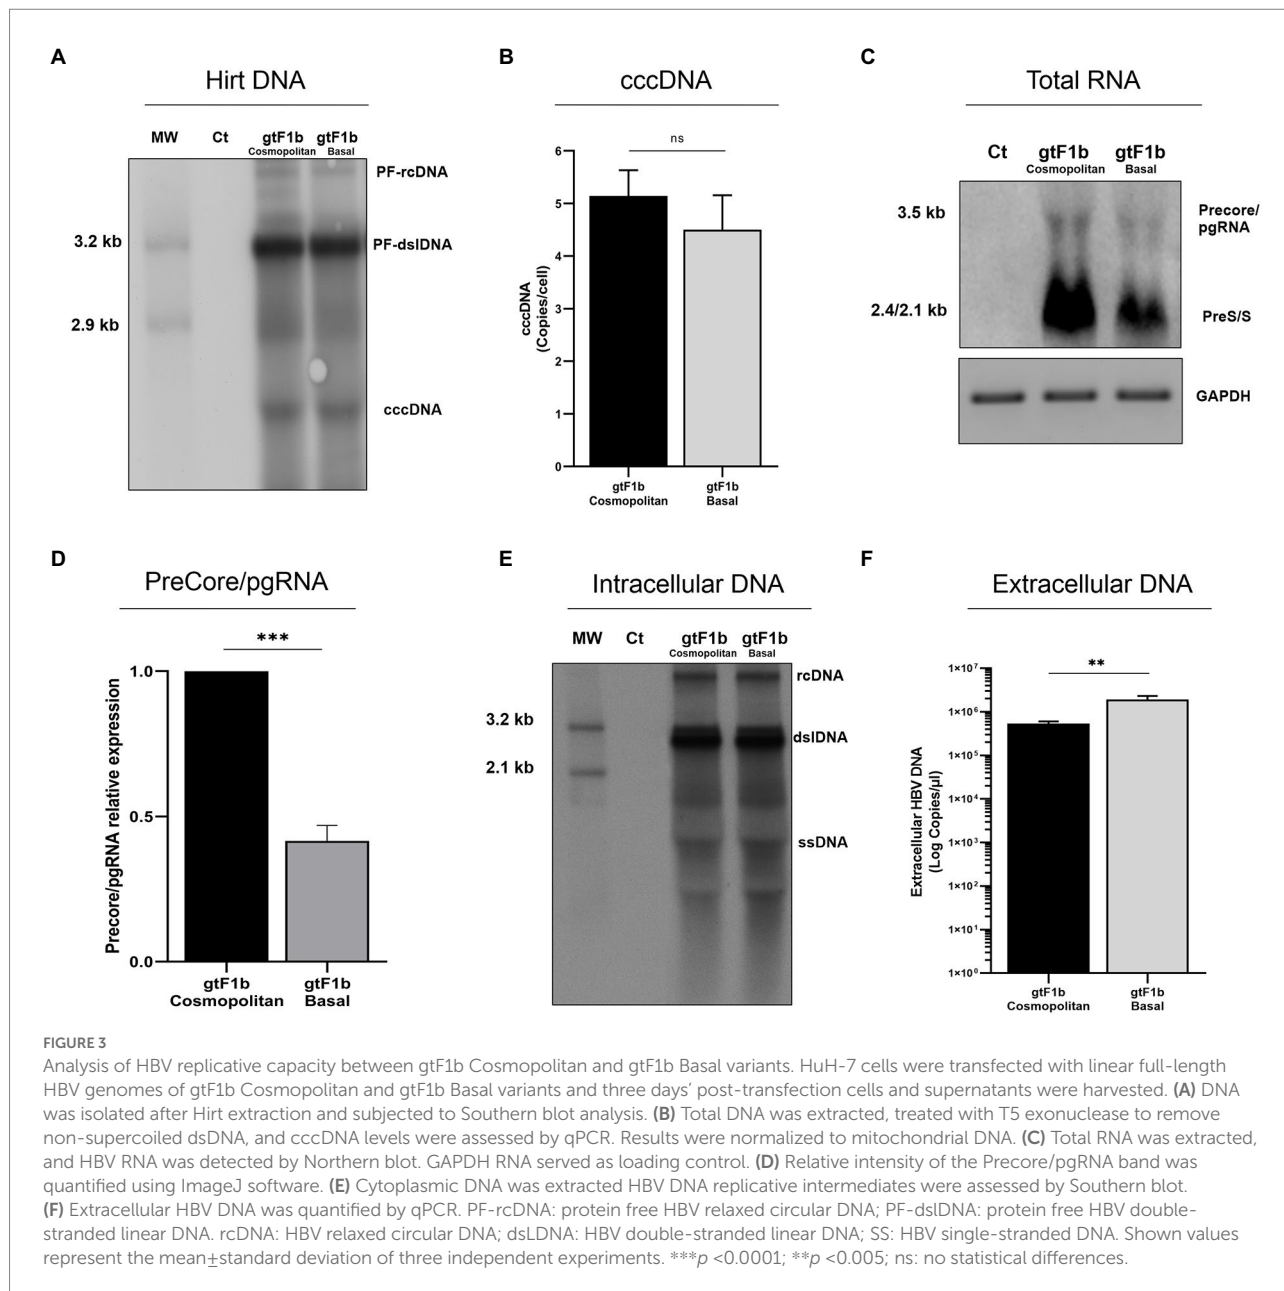 A
Hirt DNA
MW Ct gtF1b gtF1b
Cosmopolitan Basal
PF-rcDNA
3.2 kb
PF-dslDNA
2.9 kb
cccDNA
B
cccDNA
ns
6
5
4
3
2
1
0
cccDNA
(Copies/cell)
gtF1b gtF1b
Cosmopolitan Basal
C
Total RNA
Ct gtF1b gtF1b
Cosmopolitan Basal
3.5 kb
Precore/
pgRNA
2.4/2.1 kb
PreS/S
GAPDH
D
PreCore/pgRNA
***
1.0
0.5
0.0
Precore/pgRNA relative expression
gtF1b gtF1b
Cosmopolitan Basal
E
Intracellular DNA
MW Ct gtF1b gtF1b
Cosmopolitan Basal
rcDNA
3.2 kb
dslDNA
2.1 kb
ssDNA
F
Extracellular DNA
**
1×10⁷
1×10⁶
1×10⁵
1×10⁴
1×10³
1×10²
1×10¹
1×10⁰
Extracellular HBV DNA
(Log Copies/µl)
gtF1b gtF1b
Cosmopolitan Basal
FIGURE 3
Analysis of HBV replicative capacity between gtF1b Cosmopolitan and gtF1b Basal variants. HuH-7 cells were transfected with linear full-length
HBV genomes of gtF1b Cosmopolitan and gtF1b Basal variants and three days’ post-transfection cells and supernatants were harvested. (A) DNA
was isolated after Hirt extraction and subjected to Southern blot analysis. (B) Total DNA was extracted, treated with T5 exonuclease to remove
non-supercoiled dsDNA, and cccDNA levels were assessed by qPCR. Results were normalized to mitochondrial DNA. (C) Total RNA was extracted,
and HBV RNA was detected by Northern blot. GAPDH RNA served as loading control. (D) Relative intensity of the Precore/pgRNA band was
quantified using ImageJ software. (E) Cytoplasmic DNA was extracted HBV DNA replicative intermediates were assessed by Southern blot.
(F) Extracellular HBV DNA was quantified by qPCR. PF-rcDNA: protein free HBV relaxed circular DNA; PF-dslDNA: protein free HBV double-
stranded linear DNA. rcDNA: HBV relaxed circular DNA; dsLDNA: HBV double-stranded linear DNA; SS: HBV single-stranded DNA. Shown values
represent the mean±standard deviation of three independent experiments. ***p <0.0001; **p <0.005; ns: no statistical differences.